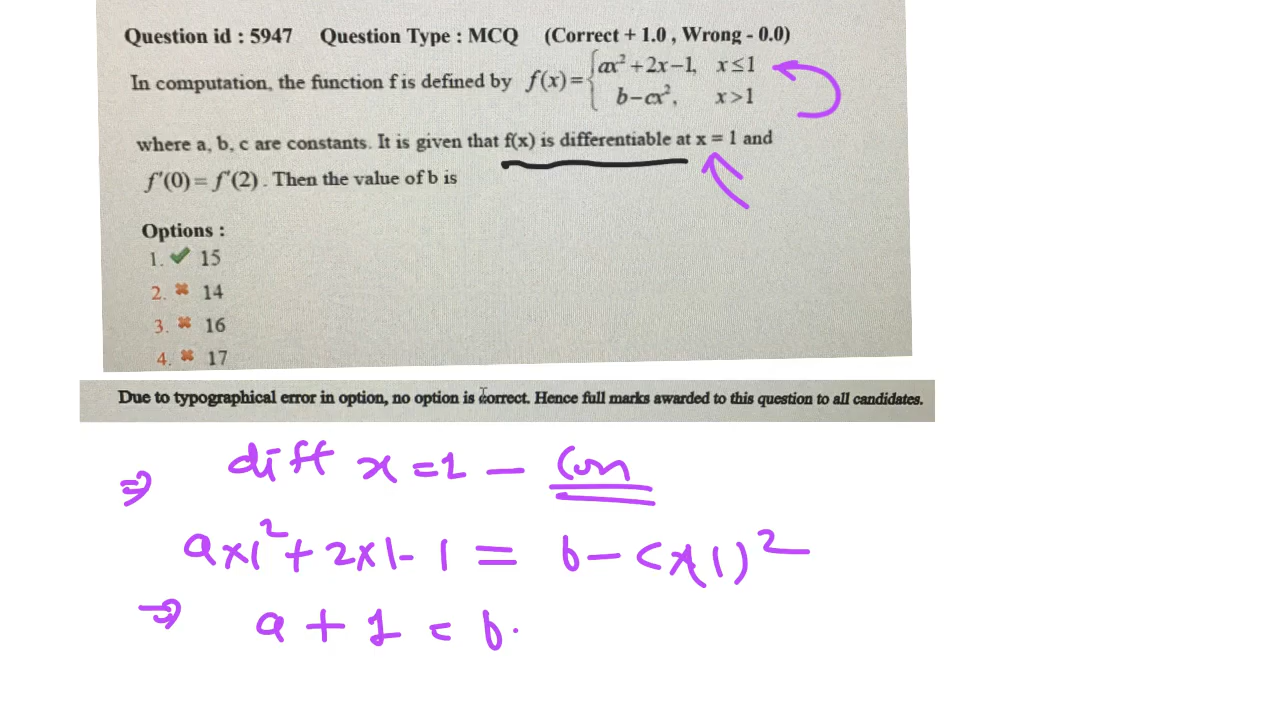 Question id : 5947 Question Type : MCQ (Correct + 1.0 , Wrong - 0.0)
In computation, the function f is defined by f(x) = { ax² + 2x − 1, x ≤ 1
b − cx², x > 1
where a, b, c are constants. It is given that f(x) is differentiable at x = 1 and
f'(0) = f'(2) . Then the value of b is
Options :
1. ✔ 15
2. ✖ 14
3. ✖ 16
4. ✖ 17
Due to typographical error in option, no option is correct. Hence full marks awarded to this question to all candidates.
⇒ diff x = 1 − Con
a×1² + 2×1 − 1 = b − c×(1)²
⇒ a + 1 = b ·